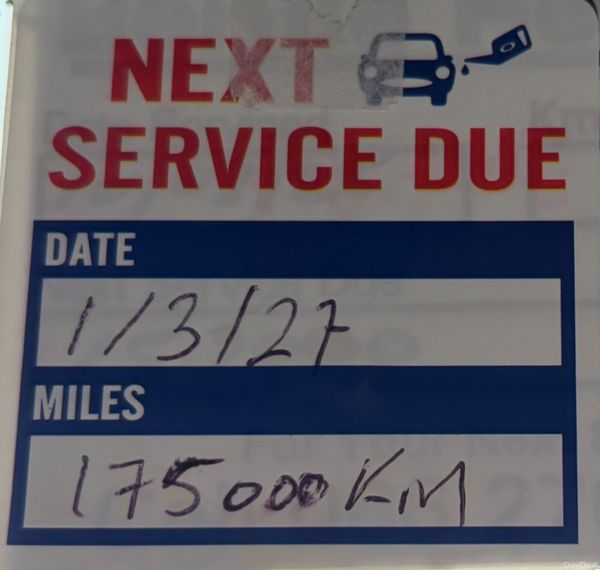 NEXT
SERVICE DUE
DATE
1/3/27
MILES
175000 KM